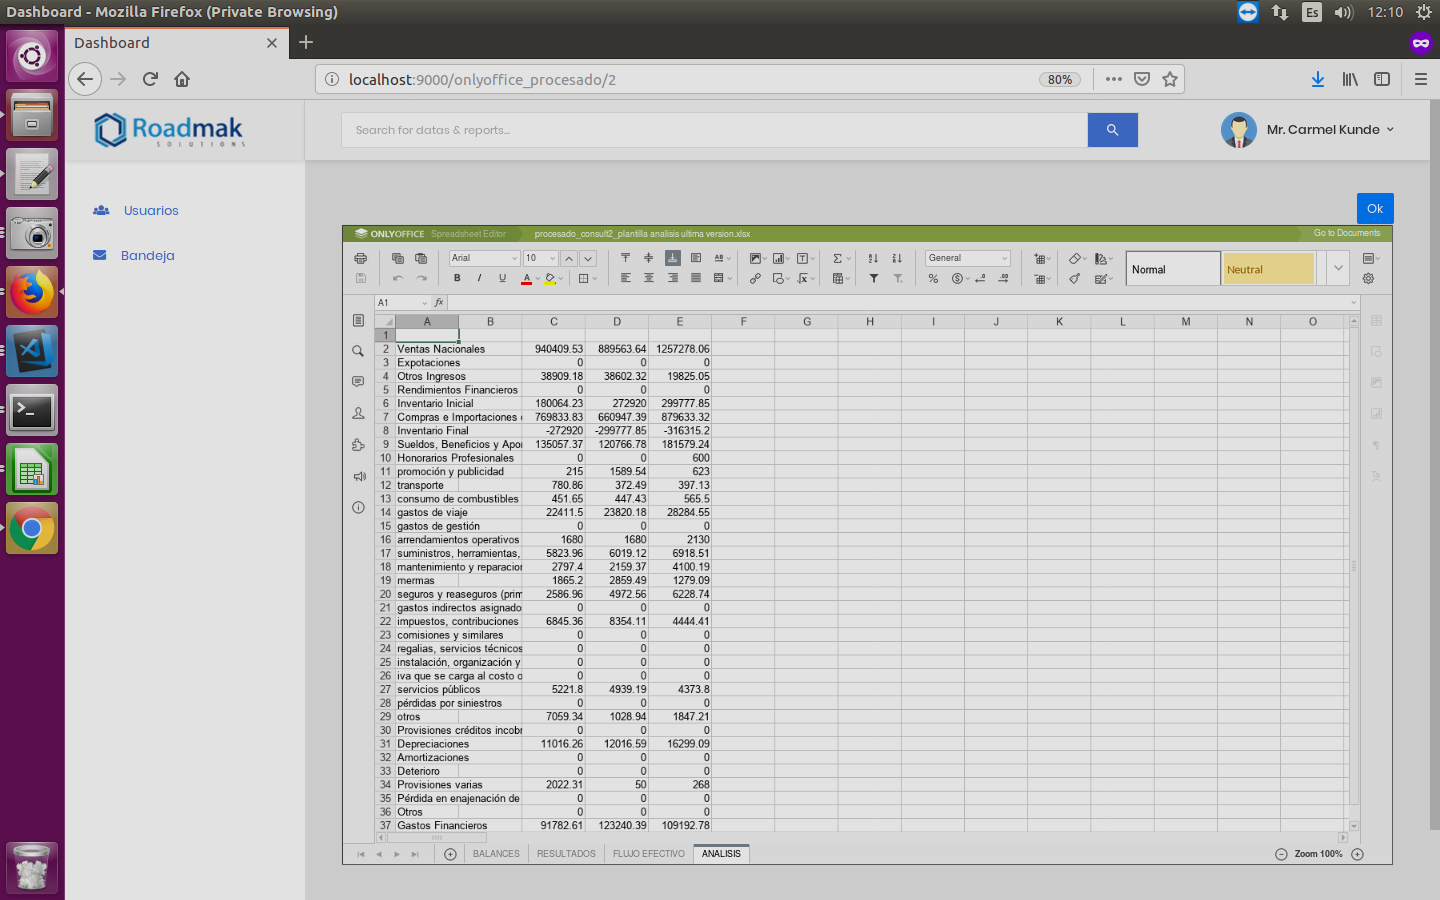 Dashboard - Mozilla Firefox (Private Browsing)
Es
12:10
Dashboard
localhost:9000/onlyoffice_procesado/2
80%
Roadmak
SOLUTIONS
Search for datas & reports...
Mr. Carmel Kunde
Usuarios
Bandeja
Ok
ONLYOFFICE Spreadsheet Editor procesado_consult2_plantilla analisis ultima version.xlsx Go to Documents
Arial 10 General Normal Neutral
A1 fx
A B C D E F G H I J K L M N O
1
2 Ventas Nacionales 940409.53 889563.64 1257278.06
3 Expotaciones 0 0 0
4 Otros Ingresos 38909.18 38602.32 19825.05
5 Rendimientos Financieros 0 0 0
6 Inventario Inicial 180064.23 272920 299777.85
7 Compras e Importaciones 769833.83 660947.39 879633.32
8 Inventario Final -272920 -299777.85 -316315.2
9 Sueldos, Beneficios y Apor 135057.37 120766.78 181579.24
10 Honorarios Profesionales 0 0 600
11 promoción y publicidad 215 1589.54 623
12 transporte 780.86 372.49 397.13
13 consumo de combustibles 451.65 447.43 565.5
14 gastos de viaje 22411.5 23820.18 28284.55
15 gastos de gestión 0 0 0
16 arrendamientos operativos 1680 1680 2130
17 suministros, herramientas, 5823.96 6019.12 6918.51
18 mantenimiento y reparacion 2797.4 2159.37 4100.19
19 mermas 1865.2 2859.49 1279.09
20 seguros y reaseguros (prim 2586.96 4972.56 6228.74
21 gastos indirectos asignado 0 0 0
22 impuestos, contribuciones 6845.36 8354.11 4444.41
23 comisiones y similares 0 0 0
24 regalias, servicios técnicos 0 0 0
25 instalación, organización y 0 0 0
26 iva que se carga al costo o 0 0 0
27 servicios públicos 5221.8 4939.19 4373.8
28 pérdidas por siniestros 0 0 0
29 otros 7059.34 1028.94 1847.21
30 Provisiones créditos incobr 0 0 0
31 Depreciaciones 11016.26 12016.59 16299.09
32 Amortizaciones 0 0 0
33 Deterioro 0 0 0
34 Provisiones varias 2022.31 50 268
35 Pérdida en enajenación de 0 0 0
36 Otros 0 0 0
37 Gastos Financieros 91782.61 123240.39 109192.78
BALANCES RESULTADOS FLUJO EFECTIVO ANALISIS Zoom 100%